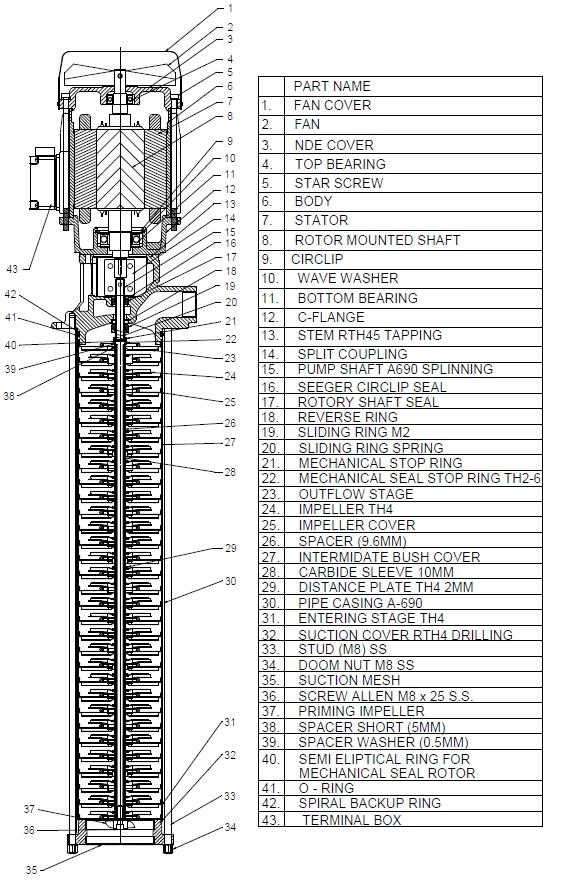 1
2
3
4
5
6
7
8
9
10
11
12
13
14
15
16
17
18
19
20
21
22
23
24
25
26
27
28
29
30
31
32
33
34
35
36
37
38
39
40
41
42
43
PART NAME
1. FAN COVER
2. FAN
3. NDE COVER
4. TOP BEARING
5. STAR SCREW
6. BODY
7. STATOR
8. ROTOR MOUNTED SHAFT
9. CIRCLIP
10. WAVE WASHER
11. BOTTOM BEARING
12. C-FLANGE
13. STEM RTH45 TAPPING
14. SPLIT COUPLING
15. PUMP SHAFT A690 SPLINNING
16. SEEGER CIRCLIP SEAL
17. ROTORY SHAFT SEAL
18. REVERSE RING
19. SLIDING RING M2
20. SLIDING RING SPRING
21. MECHANICAL STOP RING
22. MECHANICAL SEAL STOP RING TH2-6
23. OUTFLOW STAGE
24. IMPELLER TH4
25. IMPELLER COVER
26. SPACER (9.6MM)
27. INTERMIDATE BUSH COVER
28. CARBIDE SLEEVE 10MM
29. DISTANCE PLATE TH4 2MM
30. PIPE CASING A-690
31. ENTERING STAGE TH4
32. SUCTION COVER RTH4 DRILLING
33. STUD (M8) SS
34. DOOM NUT M8 SS
35. SUCTION MESH
36. SCREW ALLEN M8 x 25 S.S.
37. PRIMING IMPELLER
38. SPACER SHORT (5MM)
39. SPACER WASHER (0.5MM)
40. SEMI ELIPTICAL RING FOR
MECHANICAL SEAL ROTOR
41. O - RING
42. SPIRAL BACKUP RING
43. TERMINAL BOX